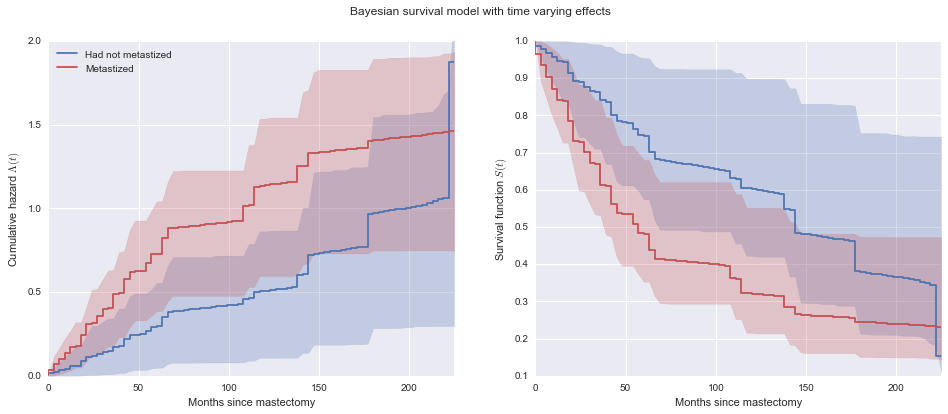 Bayesian survival model with time varying effects
2.0
1.5
1.0
0.5
0.0
Cumulative hazard Λ(t)
Had not metastized
Metastized
0 50 100 150 200
Months since mastectomy
1.0
0.9
0.8
0.7
0.6
0.5
0.4
0.3
0.2
0.1
Survival function S(t)
0 50 100 150 200
Months since mastectomy